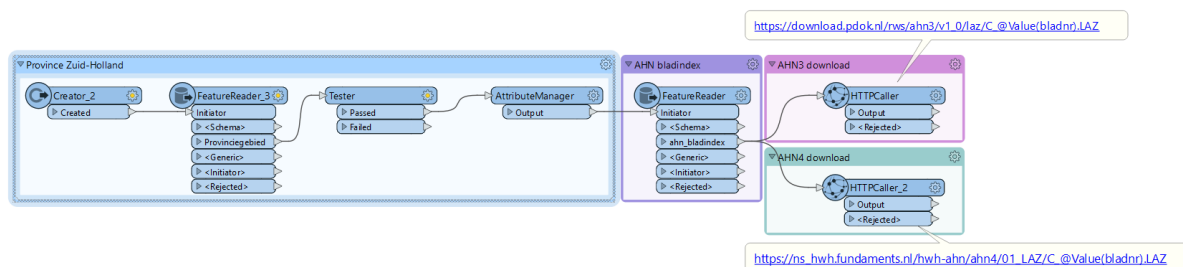 https://download.pdok.nl/rws/ahn3/v1_0/laz/C_@Value(bladnr).LAZ
Province Zuid-Holland
Creator_2
Created
FeatureReader_3
Initiator
<Schema>
Provinciegebied
<Generic>
<Initiator>
<Rejected>
Tester
Passed
Failed
AttributeManager
Output
AHN bladindex
FeatureReader
Initiator
<Schema>
ahn_bladindex
<Generic>
<Initiator>
<Rejected>
AHN3 download
HTTPCaller
Output
<Rejected>
AHN4 download
HTTPCaller_2
Output
<Rejected>
https://ns_hwh.fundaments.nl/hwh-ahn/ahn4/01_LAZ/C_@Value(bladnr).LAZ